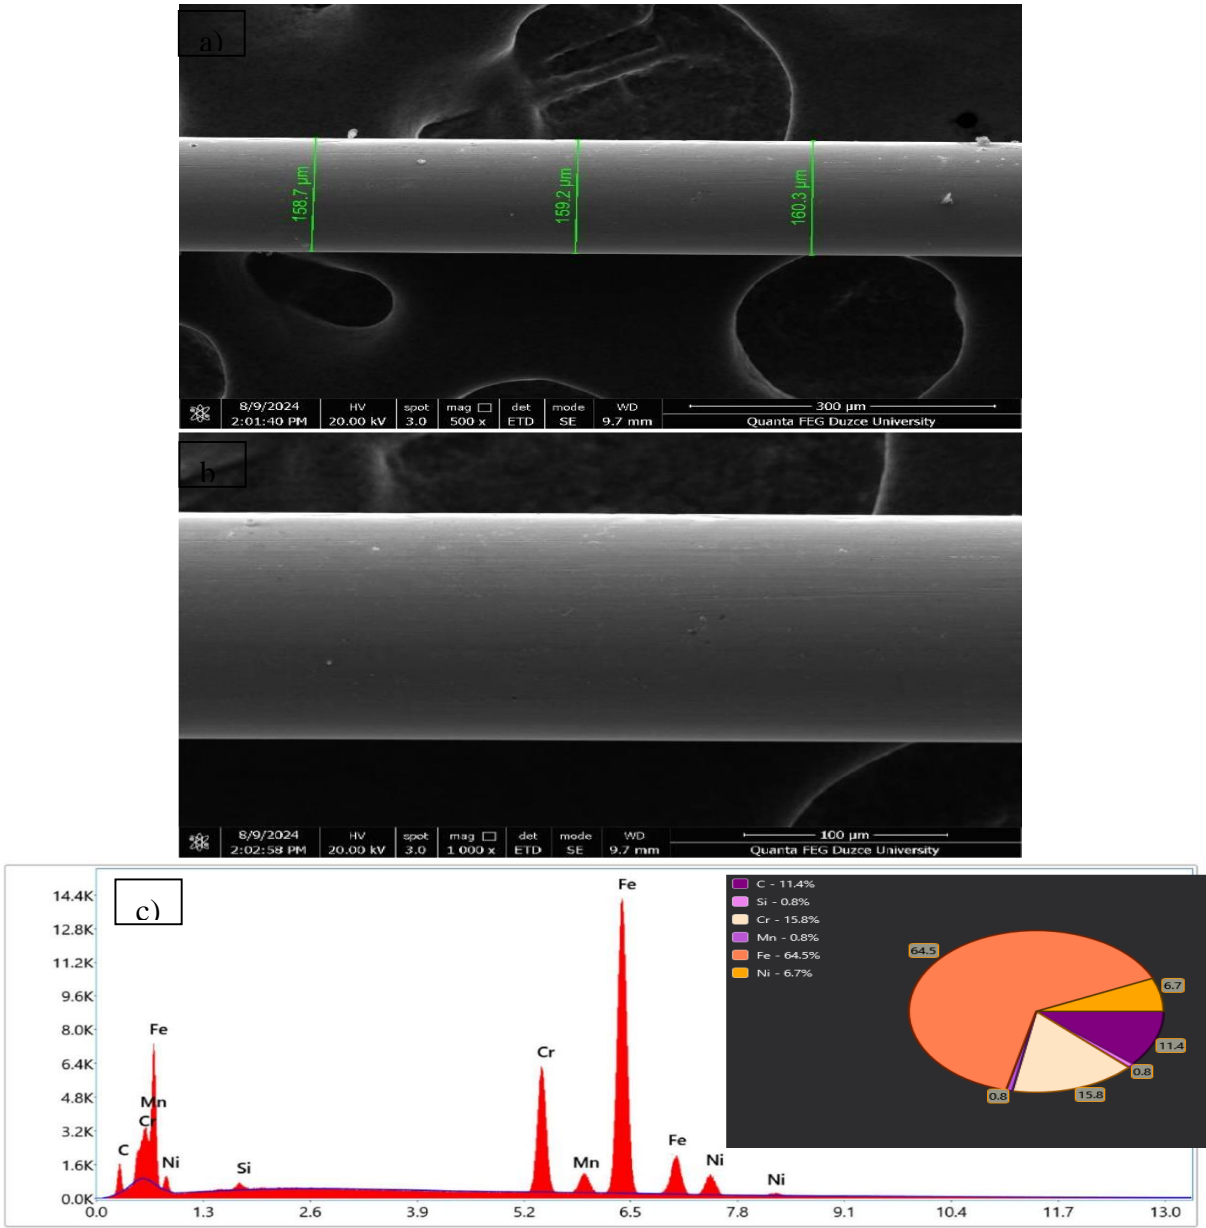 a)
158.7 µm
159.2 µm
160.3 µm
8/9/2024 HV spot mag det mode WD 300 µm
2:01:40 PM 20.00 kV 3.0 500 x ETD SE 9.7 mm Quanta FEG Duzce University
b
8/9/2024 HV spot mag det mode WD 100 µm
2:02:58 PM 20.00 kV 3.0 1 000 x ETD SE 9.7 mm Quanta FEG Duzce University
c)
14.4K
12.8K
11.2K
9.6K
8.0K
6.4K
4.8K
3.2K
1.6K
0.0K
0.0 1.3 2.6 3.9 5.2 6.5 7.8 9.1 10.4 11.7 13.0
C
Fe
Mn
Cr
Ni
Si
Cr
Mn
Fe
Fe
Ni
Ni
C - 11.4%
Si - 0.8%
Cr - 15.8%
Mn - 0.8%
Fe - 64.5%
Ni - 6.7%
64.5
6.7
11.4
0.8
15.8
0.8